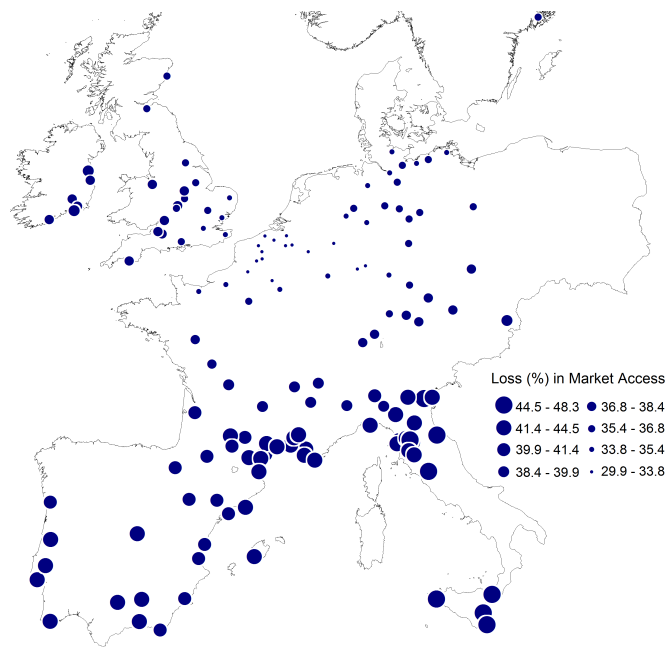 Loss (%) in Market Access
44.5 - 48.3 36.8 - 38.4
41.4 - 44.5 35.4 - 36.8
39.9 - 41.4 33.8 - 35.4
38.4 - 39.9 29.9 - 33.8